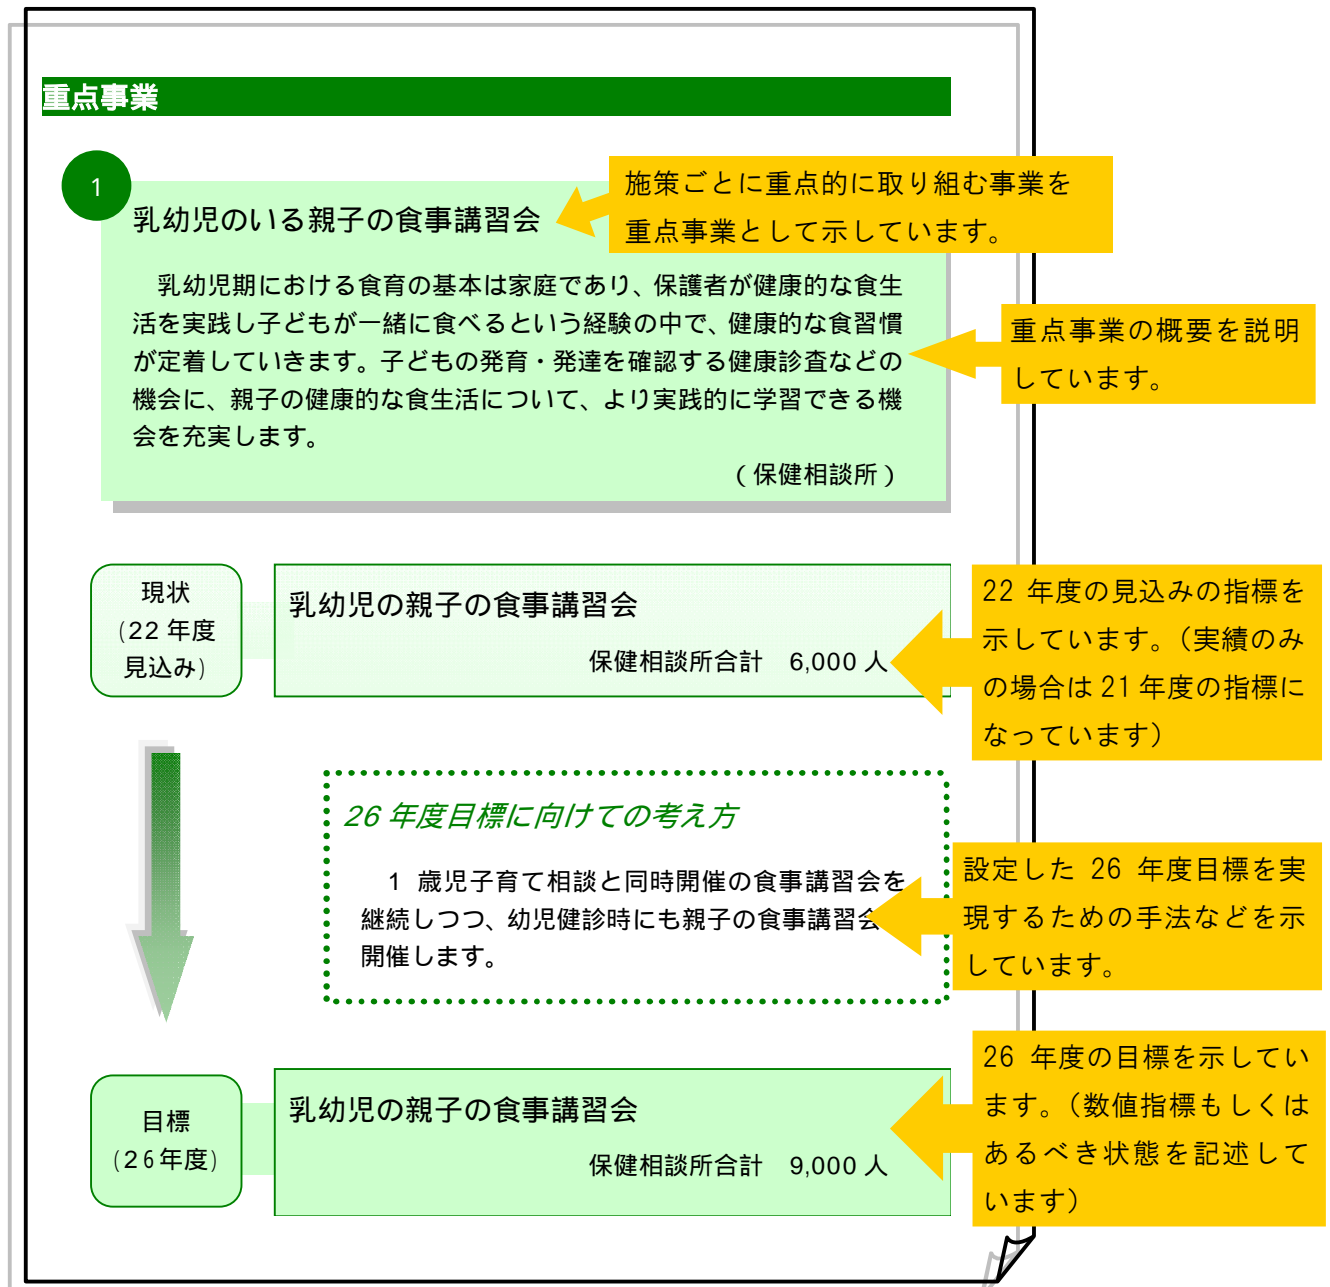 重点事業
1
乳幼児のいる親子の食事講習会
施策ごとに重点的に取り組む事業を
重点事業として示しています。
乳幼児期における食育の基本は家庭であり、保護者が健康的な食生
活を実践し子どもが一緒に食べるという経験の中で、健康的な食習慣
が定着していきます。子どもの発育・発達を確認する健康診査などの
機会に、親子の健康的な食生活について、より実践的に学習できる機
会を充実します。
(保健相談所)
重点事業の概要を説明
しています。
現状
(22年度
見込み)
乳幼児の親子の食事講習会
保健相談所合計 6,000人
22 年度の見込みの指標を
示しています。(実績のみ
の場合は21年度の指標に
なっています)
26年度目標に向けての考え方
1 歳児子育て相談と同時開催の食事講習会を
継続しつつ、幼児健診時にも親子の食事講習会
開催します。
設定した 26 年度目標を実
現するための手法などを示
しています。
目標
(26年度)
乳幼児の親子の食事講習会
保健相談所合計 9,000人
26 年度の目標を示してい
ます。(数値指標もしくは
あるべき状態を記述して
います)